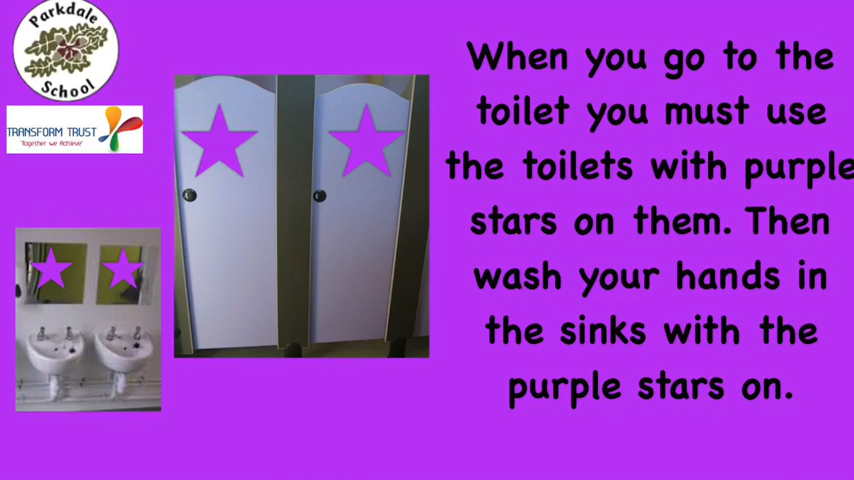 Parkdale
School
TRANSFORM TRUST
"Together we Achieve"
When you go to the
toilet you must use
the toilets with purple
stars on them. Then
wash your hands in
the sinks with the
purple stars on.